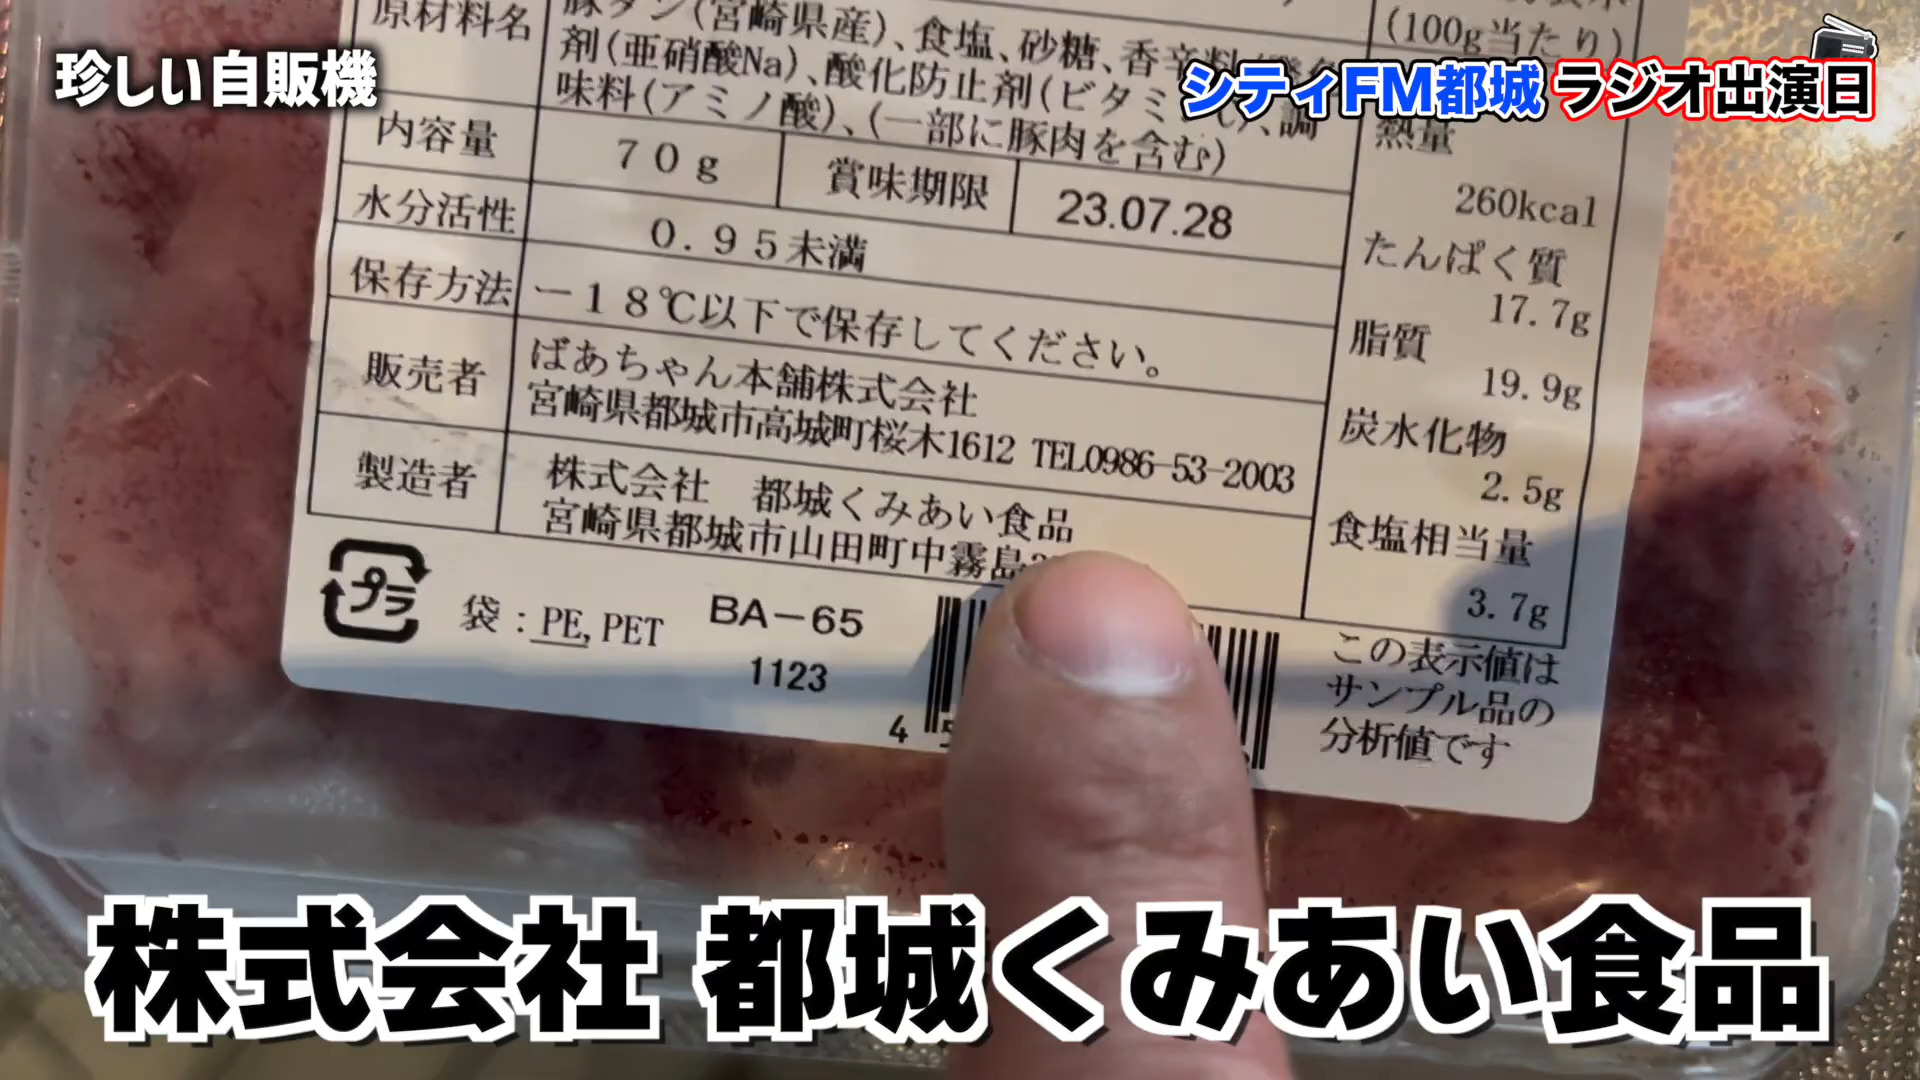 珍しい自販機
シティFM都城 ラジオ出演日
原材料名
豚タン(宮崎県産)、食塩、砂糖、香辛料
剤(亜硝酸Na)、酸化防止剤(ビタミ
C)、調
味料(アミノ酸)、(一部に豚肉を含む)
内容量
70g
賞味期限
23.07.28
水分活性
0.95未満
保存方法
-18℃以下で保存してください。
販売者
ばあちゃん本舗株式会社
宮崎県都城市高城町桜木1612 TEL0986-53-2003
製造者
株式会社 都城くみあい食品
宮崎県都城市山田町中霧島
(100g当たり)
熱量
260kcal
たんぱく質
17.7g
脂質
19.9g
炭水化物
2.5g
食塩相当量
3.7g
この表示値は
サンプル品の
分析値です
プラ
袋:PE, PET
BA-65
1123
4 5
株式会社 都城くみあい食品